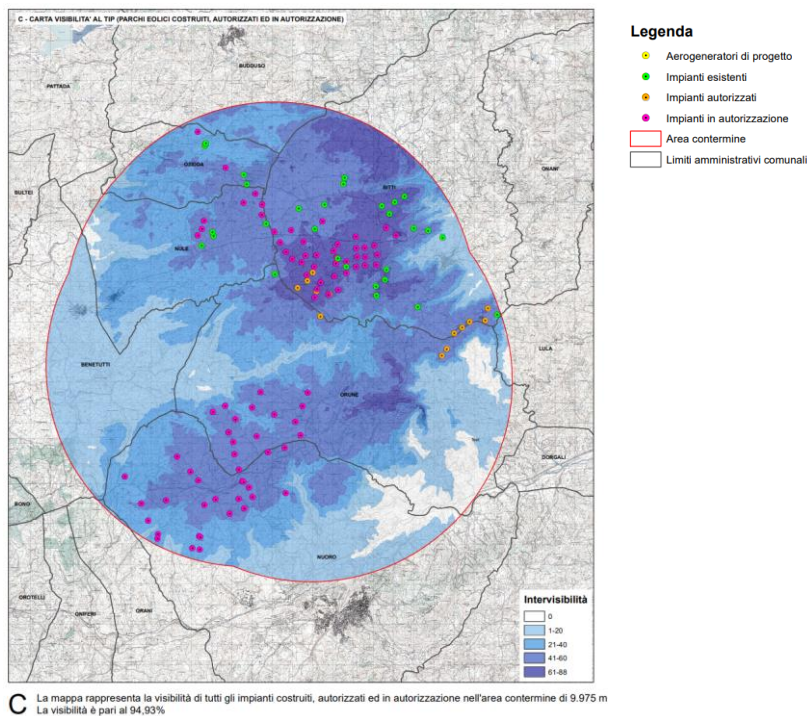 C - CARTA VISIBILITA' AL TIP (PARCHI EOLICI COSTRUITI, AUTORIZZATI ED IN AUTORIZZAZIONE)
Legenda
Aerogeneratori di progetto
Impianti esistenti
Impianti autorizzati
Impianti in autorizzazione
Area contermine
Limiti amministrativi comunali
BUDDUSO'
PATTADA
OSIDDA
ONANI'
BITTI
SULTEI
NULE
LULA
BENETUTTI
ORUNE
DORGALI
BONO
NUORO
OROTELLI
ONIFERI
ORANI
Intervisibilità
0
1-20
21-40
41-60
61-88
C La mappa rappresenta la visibilità di tutti gli impianti costruiti, autorizzati ed in autorizzazione nell'area contermine di 9.975 m
La visibilità è pari al 94,93%